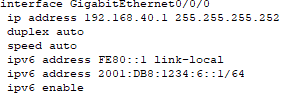 interface GigabitEthernet0/0/0
ip address 192.168.40.1 255.255.255.252
duplex auto
speed auto
ipv6 address FE80::1 link-local
ipv6 address 2001:DB8:1234:6::1/64
ipv6 enable